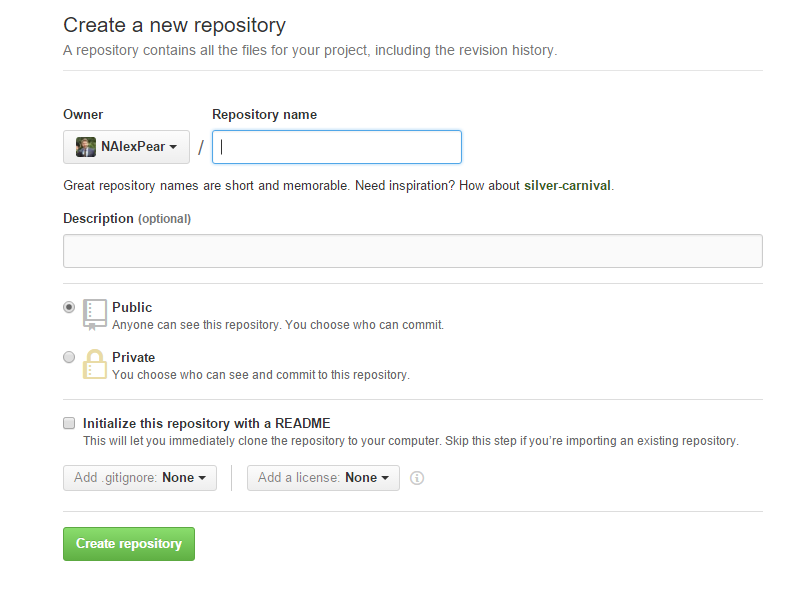 Create a new repository
A repository contains all the files for your project, including the revision history.
Owner Repository name
NAlexPear /
Great repository names are short and memorable. Need inspiration? How about silver-carnival.
Description (optional)
Public
Anyone can see this repository. You choose who can commit.
Private
You choose who can see and commit to this repository.
Initialize this repository with a README
This will let you immediately clone the repository to your computer. Skip this step if you’re importing an existing repository.
Add .gitignore: None Add a license: None
Create repository